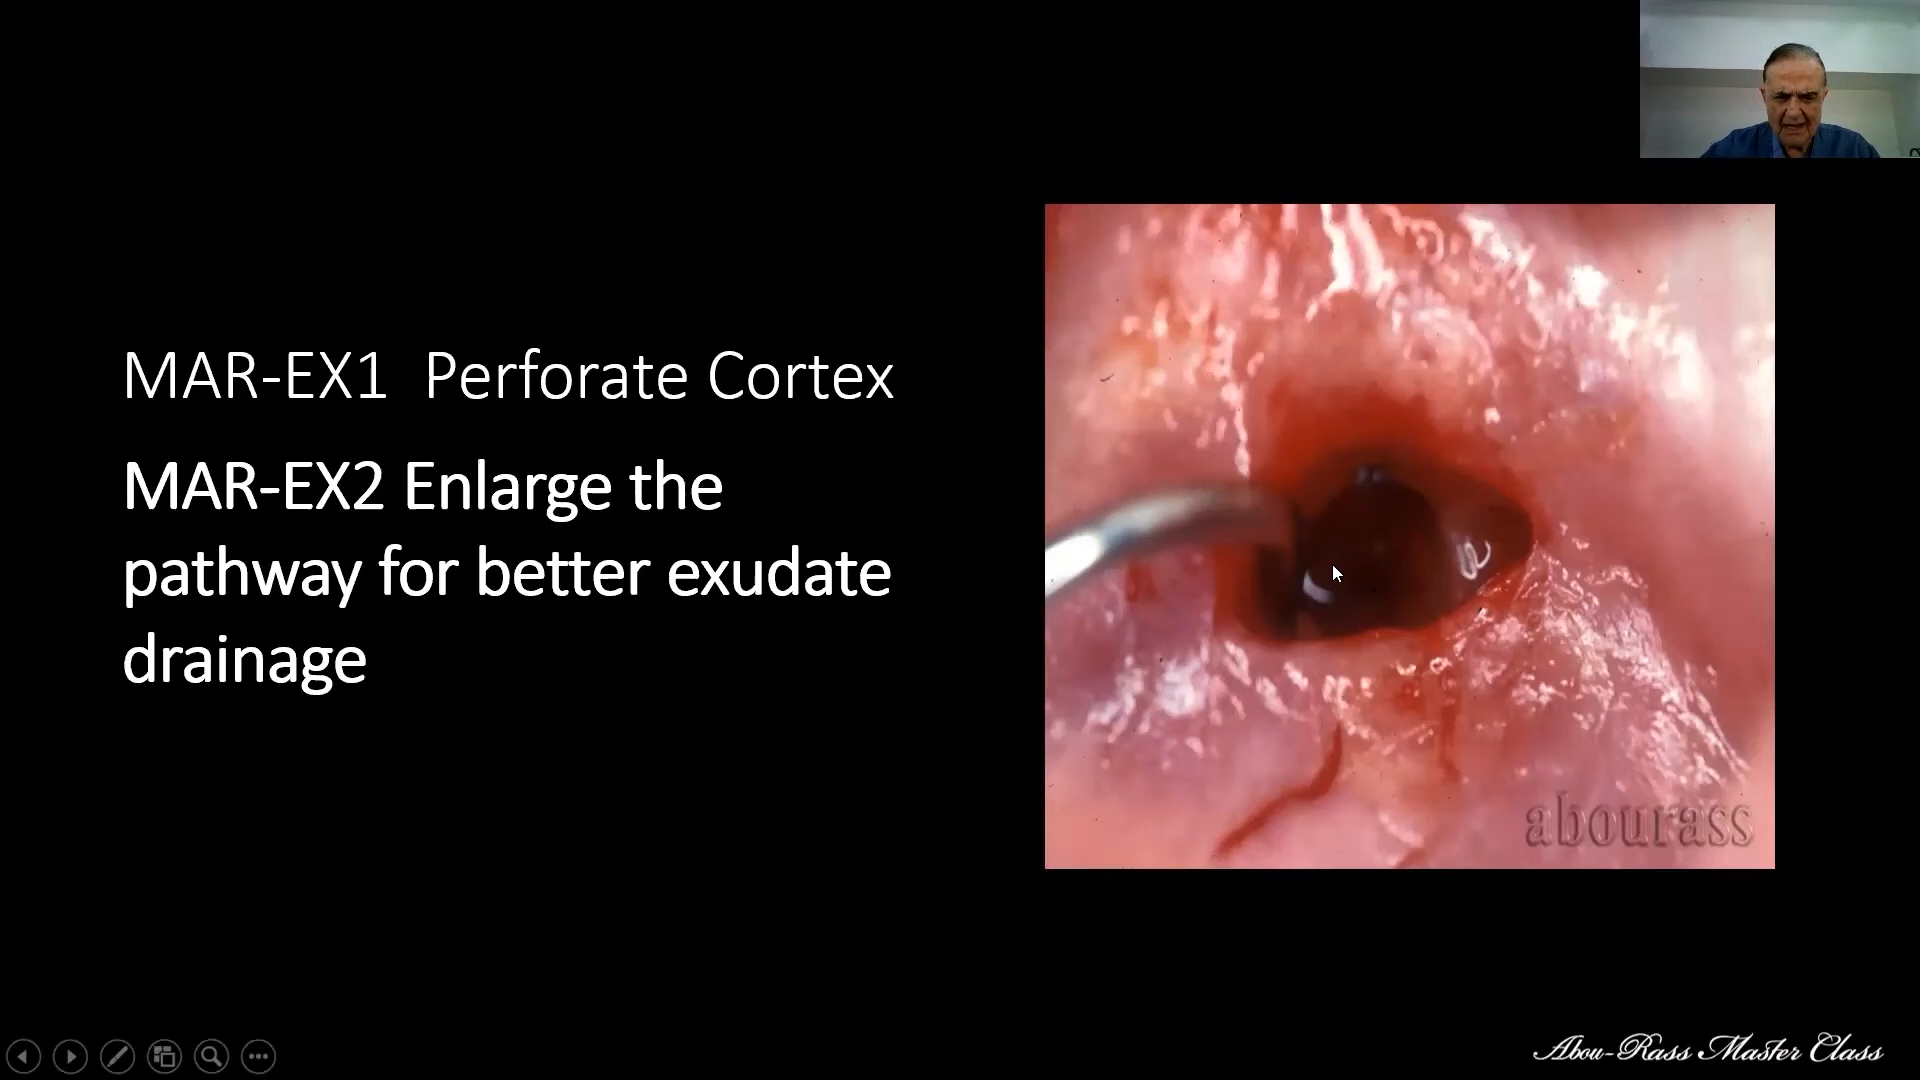 MAR-EX1 Perforate Cortex
MAR-EX2 Enlarge the
pathway for better exudate
drainage
abourass
Abou-Rass Master Class